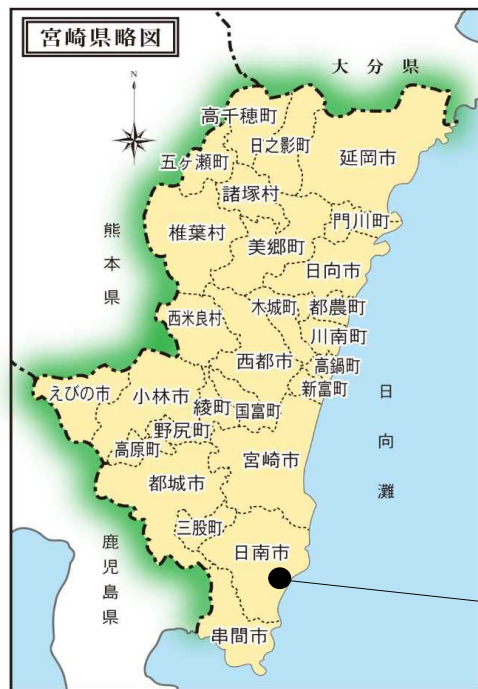 宮崎県略図
N
大分県
高千穂町
日之影町
延岡市
五ヶ瀬町
諸塚村
門川町
熊本県
椎葉村
美郷町
日向市
西米良村
木城町
都農町
川南町
西都市
高鍋町
えびの市
小林市
綾町
国富町
新富町
日向灘
野尻町
高原町
宮崎市
都城市
三股町
鹿児島県
日南市
串間市